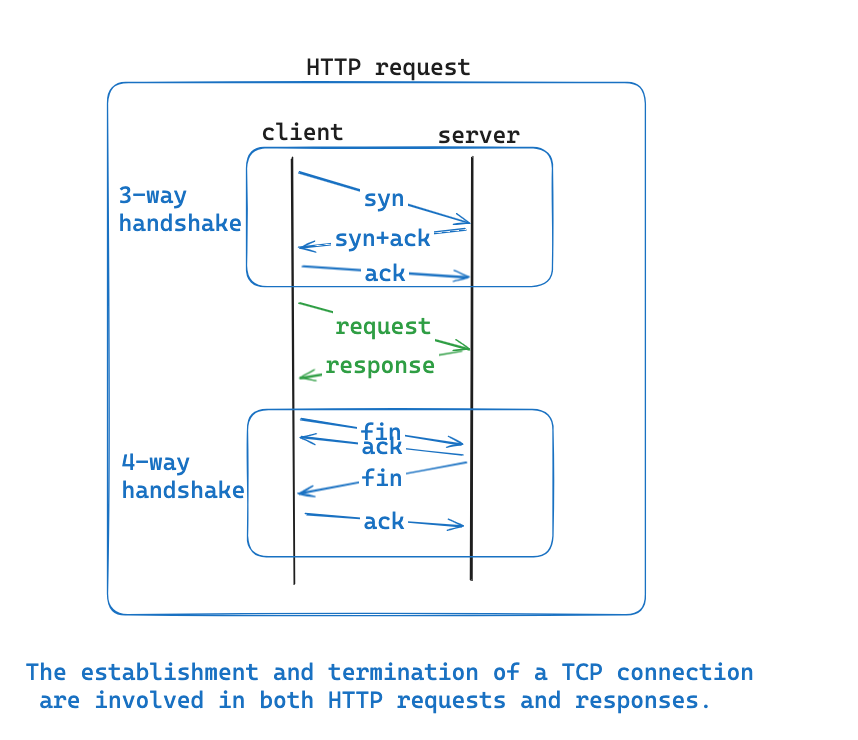 HTTP request
client
server
3-way
handshake
syn
syn+ack
ack
request
response
4-way
handshake
fin
ack
fin
ack
The establishment and termination of a TCP connection
are involved in both HTTP requests and responses.